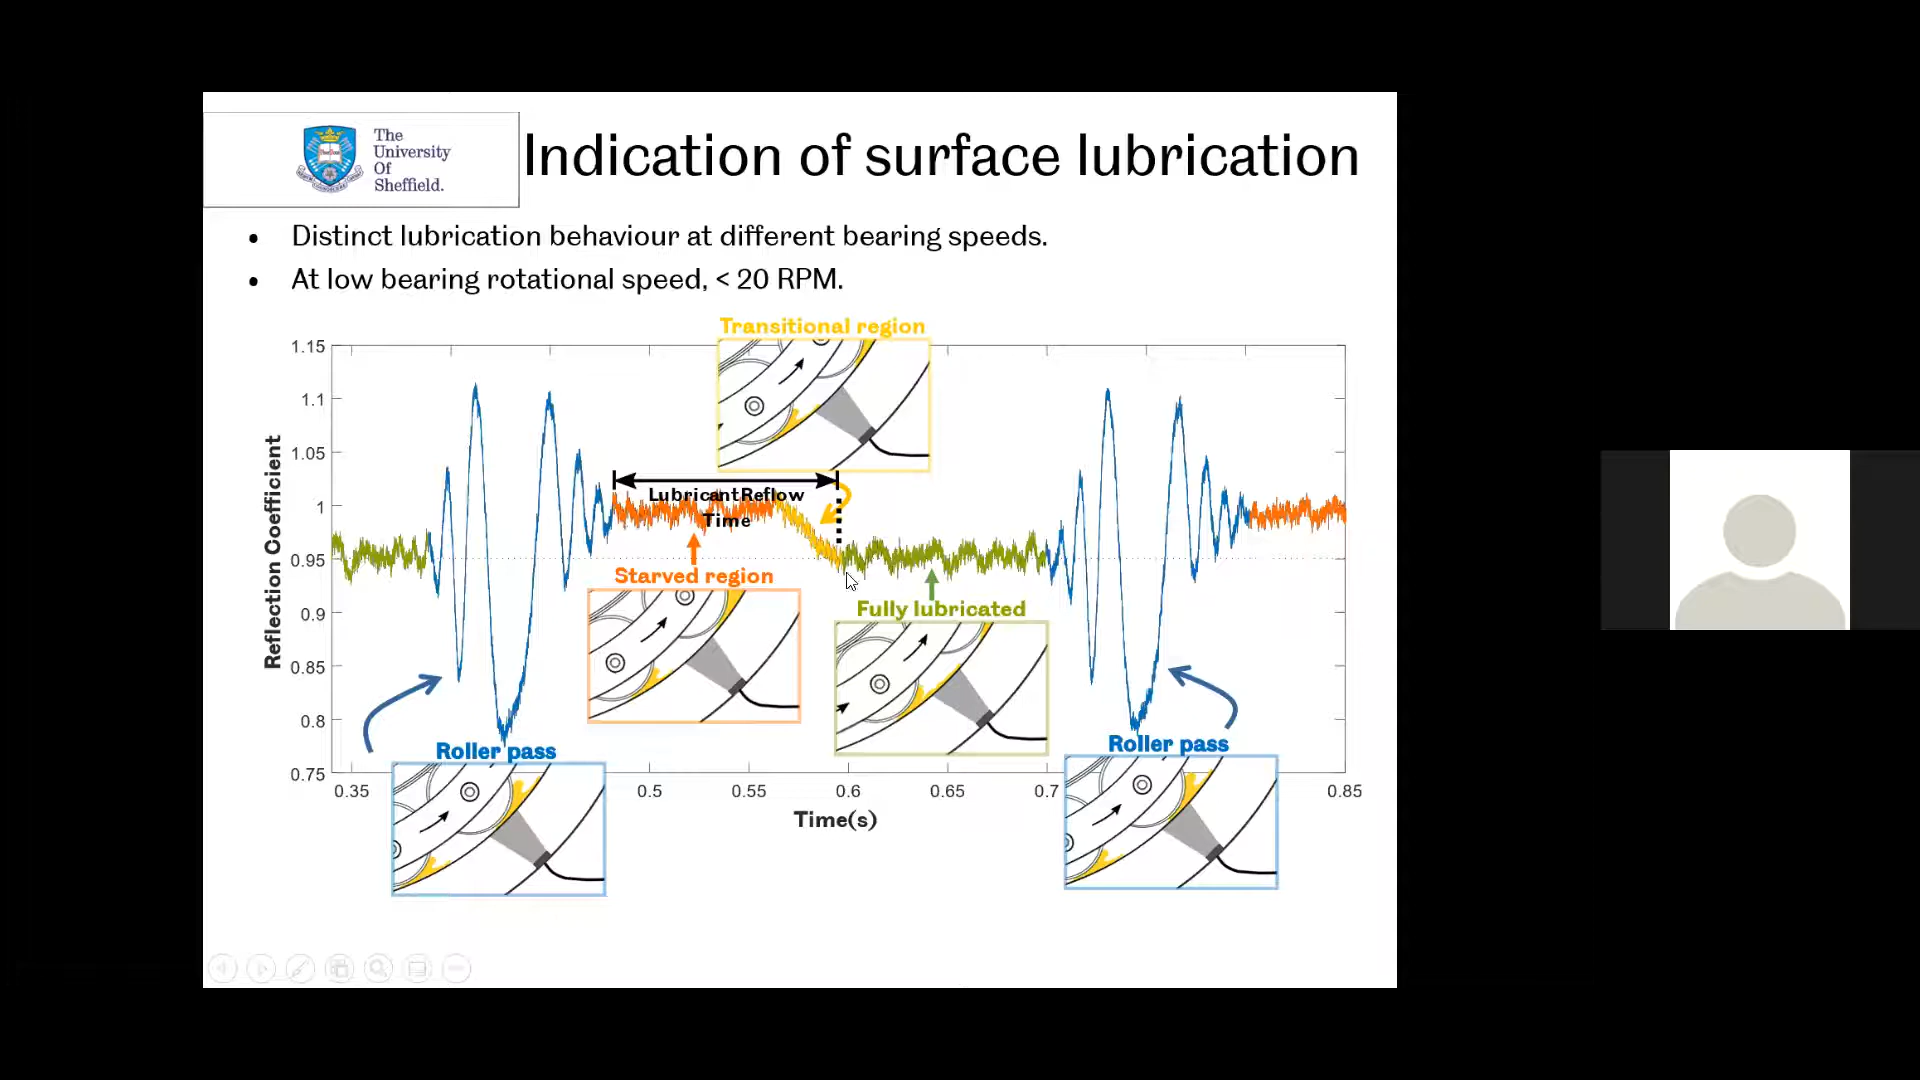 The
University
Of
Sheffield.
Indication of surface lubrication
• Distinct lubrication behaviour at different bearing speeds.
• At low bearing rotational speed, < 20 RPM.
Transitional region
1.15
1.1
1.05
1
0.95
0.9
0.85
0.8
0.75
Reflection Coefficient
LubricantReflow
Time
Starved region
Fully lubricated
Roller pass
Roller pass
0.35
0.5
0.55
0.6
0.65
0.7
0.85
Time(s)